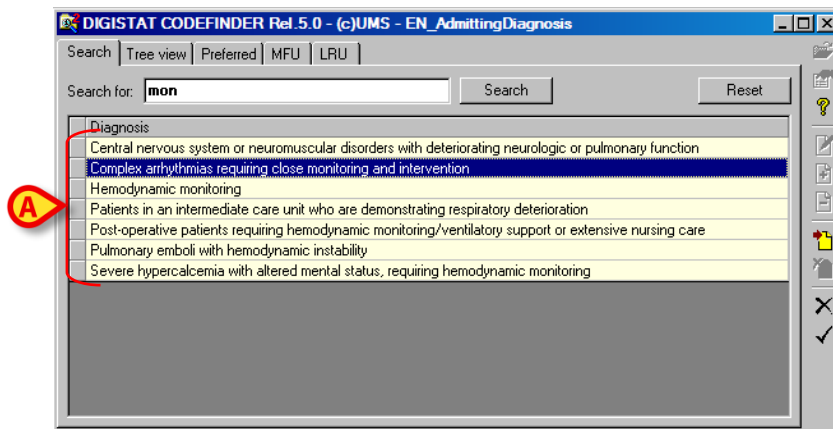 DIGISTAT CODEFINDER Rel.5.0 - (c)UMS - EN_AdmittingDiagnosis
Search Tree view Preferred MFU LRU
Search for: mon Search Reset
Diagnosis
Central nervous system or neuromuscular disorders with deteriorating neurologic or pulmonary function
Complex arrhythmias requiring close monitoring and intervention
Hemodynamic monitoring
A
Patients in an intermediate care unit who are demonstrating respiratory deterioration
Post-operative patients requiring hemodynamic monitoring/ventilatory support or extensive nursing care
Pulmonary emboli with hemodynamic instability
Severe hypercalcemia with altered mental status, requiring hemodynamic monitoring